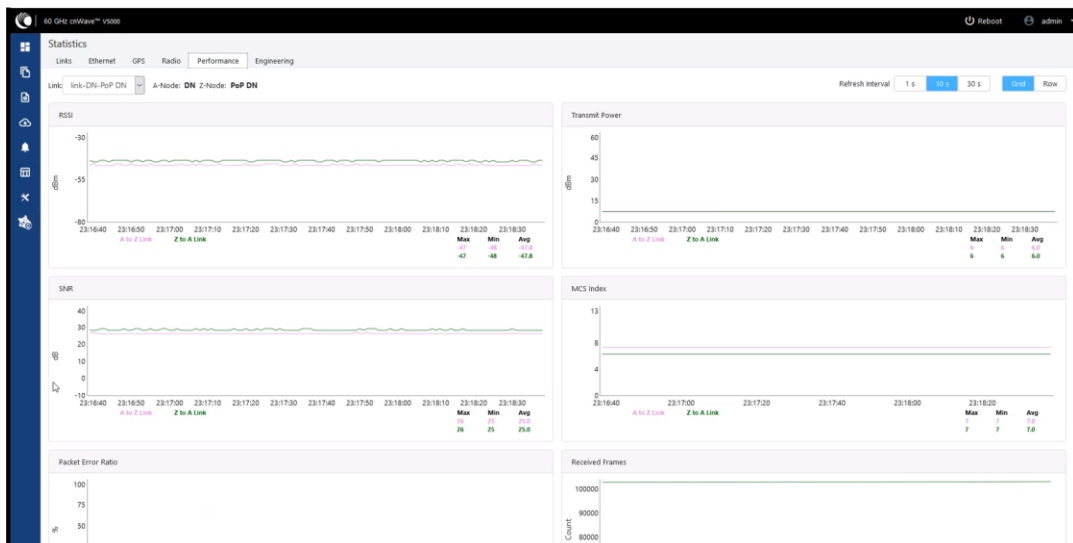 60 GHz cnWave™ V5000 Reboot admin
Statistics
Links Ethernet GPS Radio Performance Engineering
Link: link-DN-PoP DN A-Node: DN Z-Node: PoP DN Refresh Interval 1 s 10 s 30 s Grid Row
RSSI
-30
-55
-80
dBm
23:16:40 23:16:50 23:17:00 23:17:10 23:17:20 23:17:30 23:17:40 23:17:50 23:18:00 23:18:10 23:18:20 23:18:30
A to Z Link Z to A Link Max Min Avg
-47 -48 -47.8
-47 -48 -47.8
Transmit Power
60
45
30
15
0
dBm
23:16:40 23:16:50 23:17:00 23:17:10 23:17:20 23:17:30 23:17:40 23:17:50 23:18:00 23:18:10 23:18:20 23:18:30
A to Z Link Z to A Link Max Min Avg
6 6 6.0
6 6 6.0
SNR
40
30
20
10
0
-10
dB
23:16:40 23:16:50 23:17:00 23:17:10 23:17:20 23:17:30 23:17:40 23:17:50 23:18:00 23:18:10 23:18:20 23:18:30
A to Z Link Z to A Link Max Min Avg
26 25 25.0
26 25 25.0
MCS Index
13
8
4
0
23:16:40 23:17:00 23:17:20 23:17:40 23:18:00 23:18:20
A to Z Link Z to A Link Max Min Avg
7 7 7.0
7 7 7.0
Packet Error Ratio
100
75
50
%
Received Frames
100000
90000
80000
Count